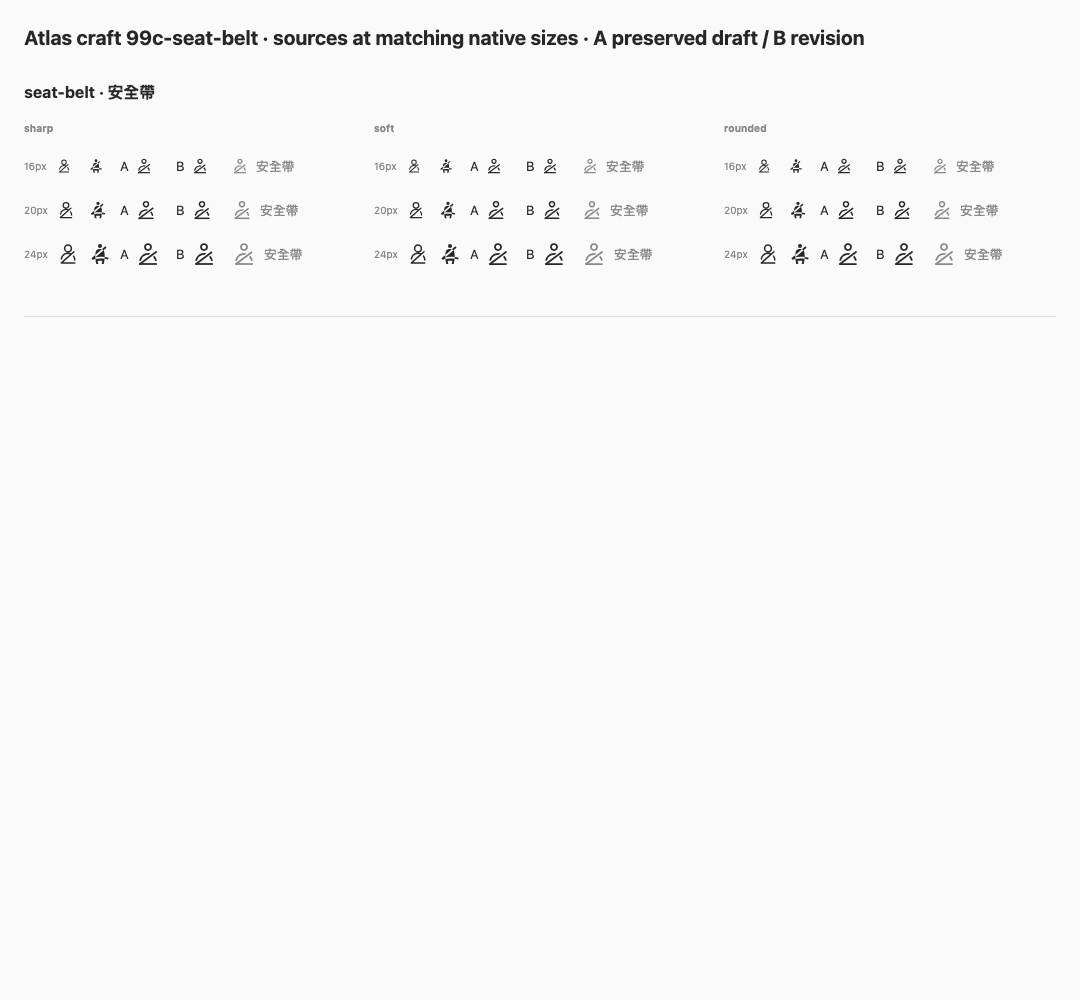 Atlas craft 99c-seat-belt · sources at matching native sizes · A preserved draft / B revision
seat-belt · 安全帶
sharp soft rounded
16px A B 安全帶 16px A B 安全帶 16px A B 安全帶
20px A B 安全帶 20px A B 安全帶 20px A B 安全帶
24px A B 安全帶 24px A B 安全帶 24px A B 安全帶